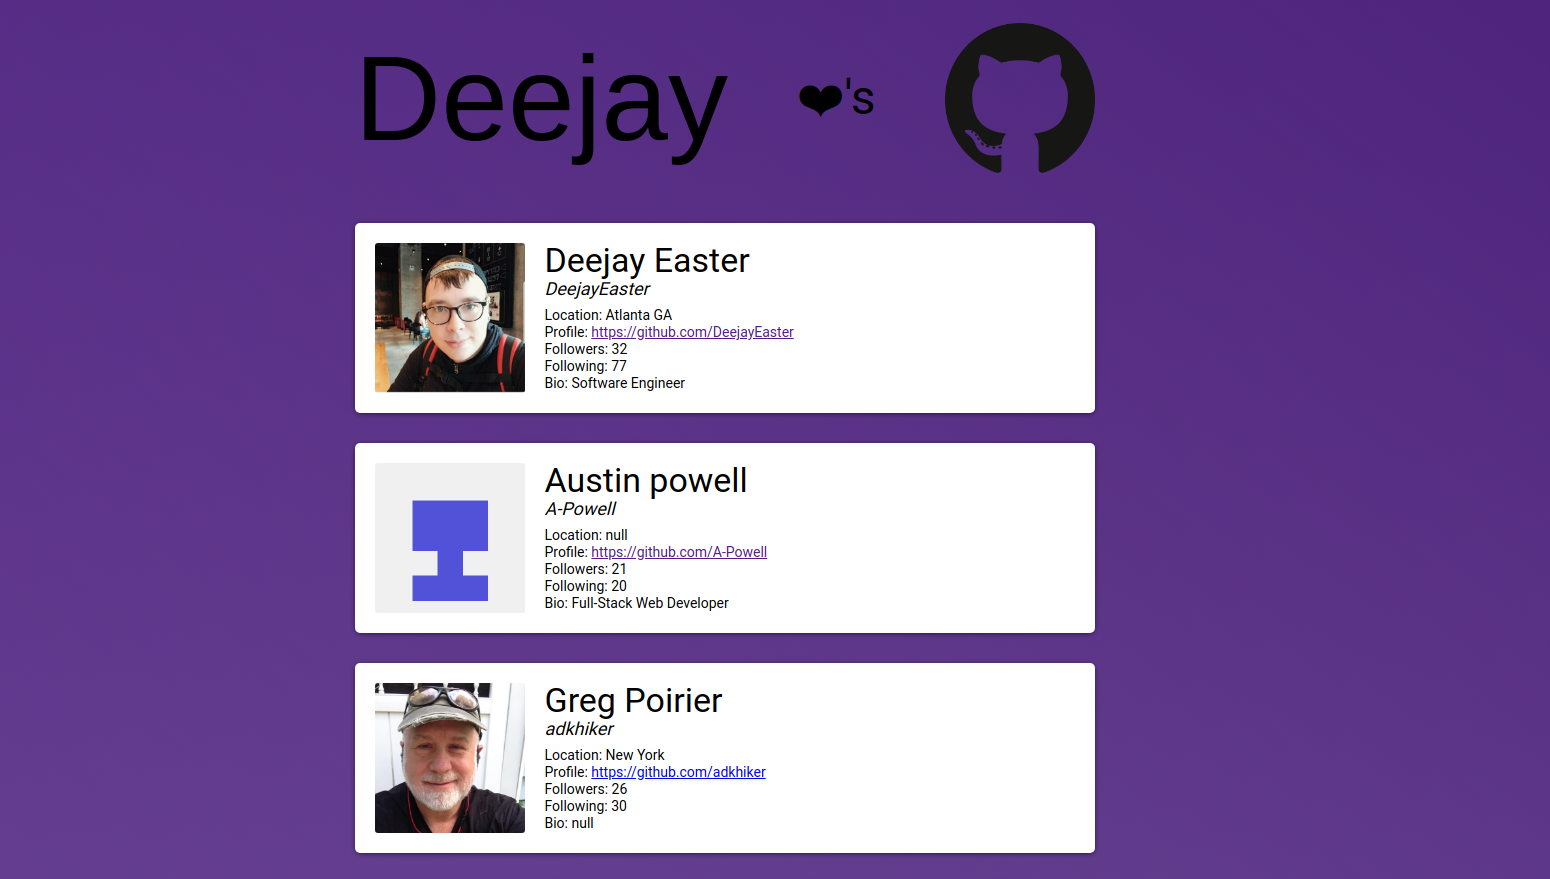 Deejay ❤'s
Deejay Easter
DeejayEaster
Location: Atlanta GA
Profile: https://github.com/DeejayEaster
Followers: 32
Following: 77
Bio: Software Engineer
Austin powell
A-Powell
Location: null
Profile: https://github.com/A-Powell
Followers: 21
Following: 20
Bio: Full-Stack Web Developer
Greg Poirier
adkhiker
Location: New York
Profile: https://github.com/adkhiker
Followers: 26
Following: 30
Bio: null